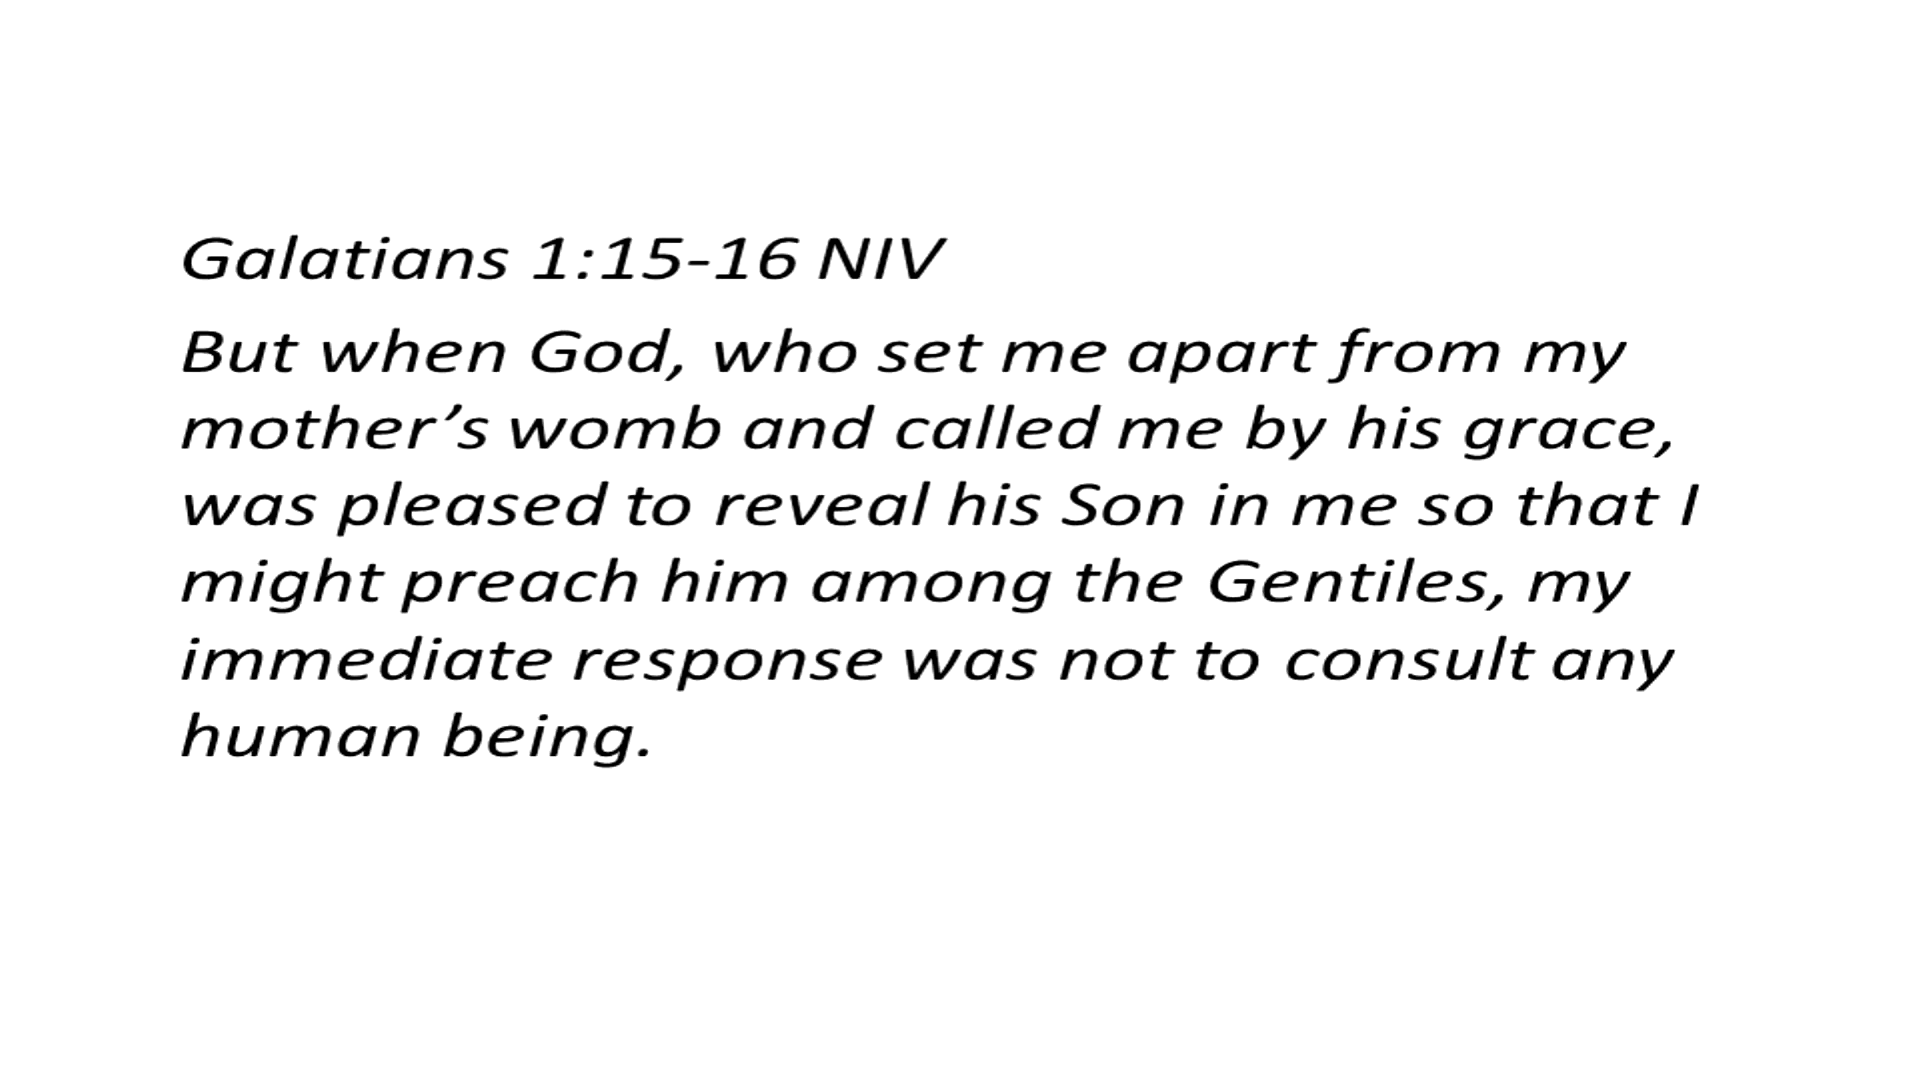 Galatians 1:15-16 NIV
But when God, who set me apart from my
mother’s womb and called me by his grace,
was pleased to reveal his Son in me so that I
might preach him among the Gentiles, my
immediate response was not to consult any
human being.